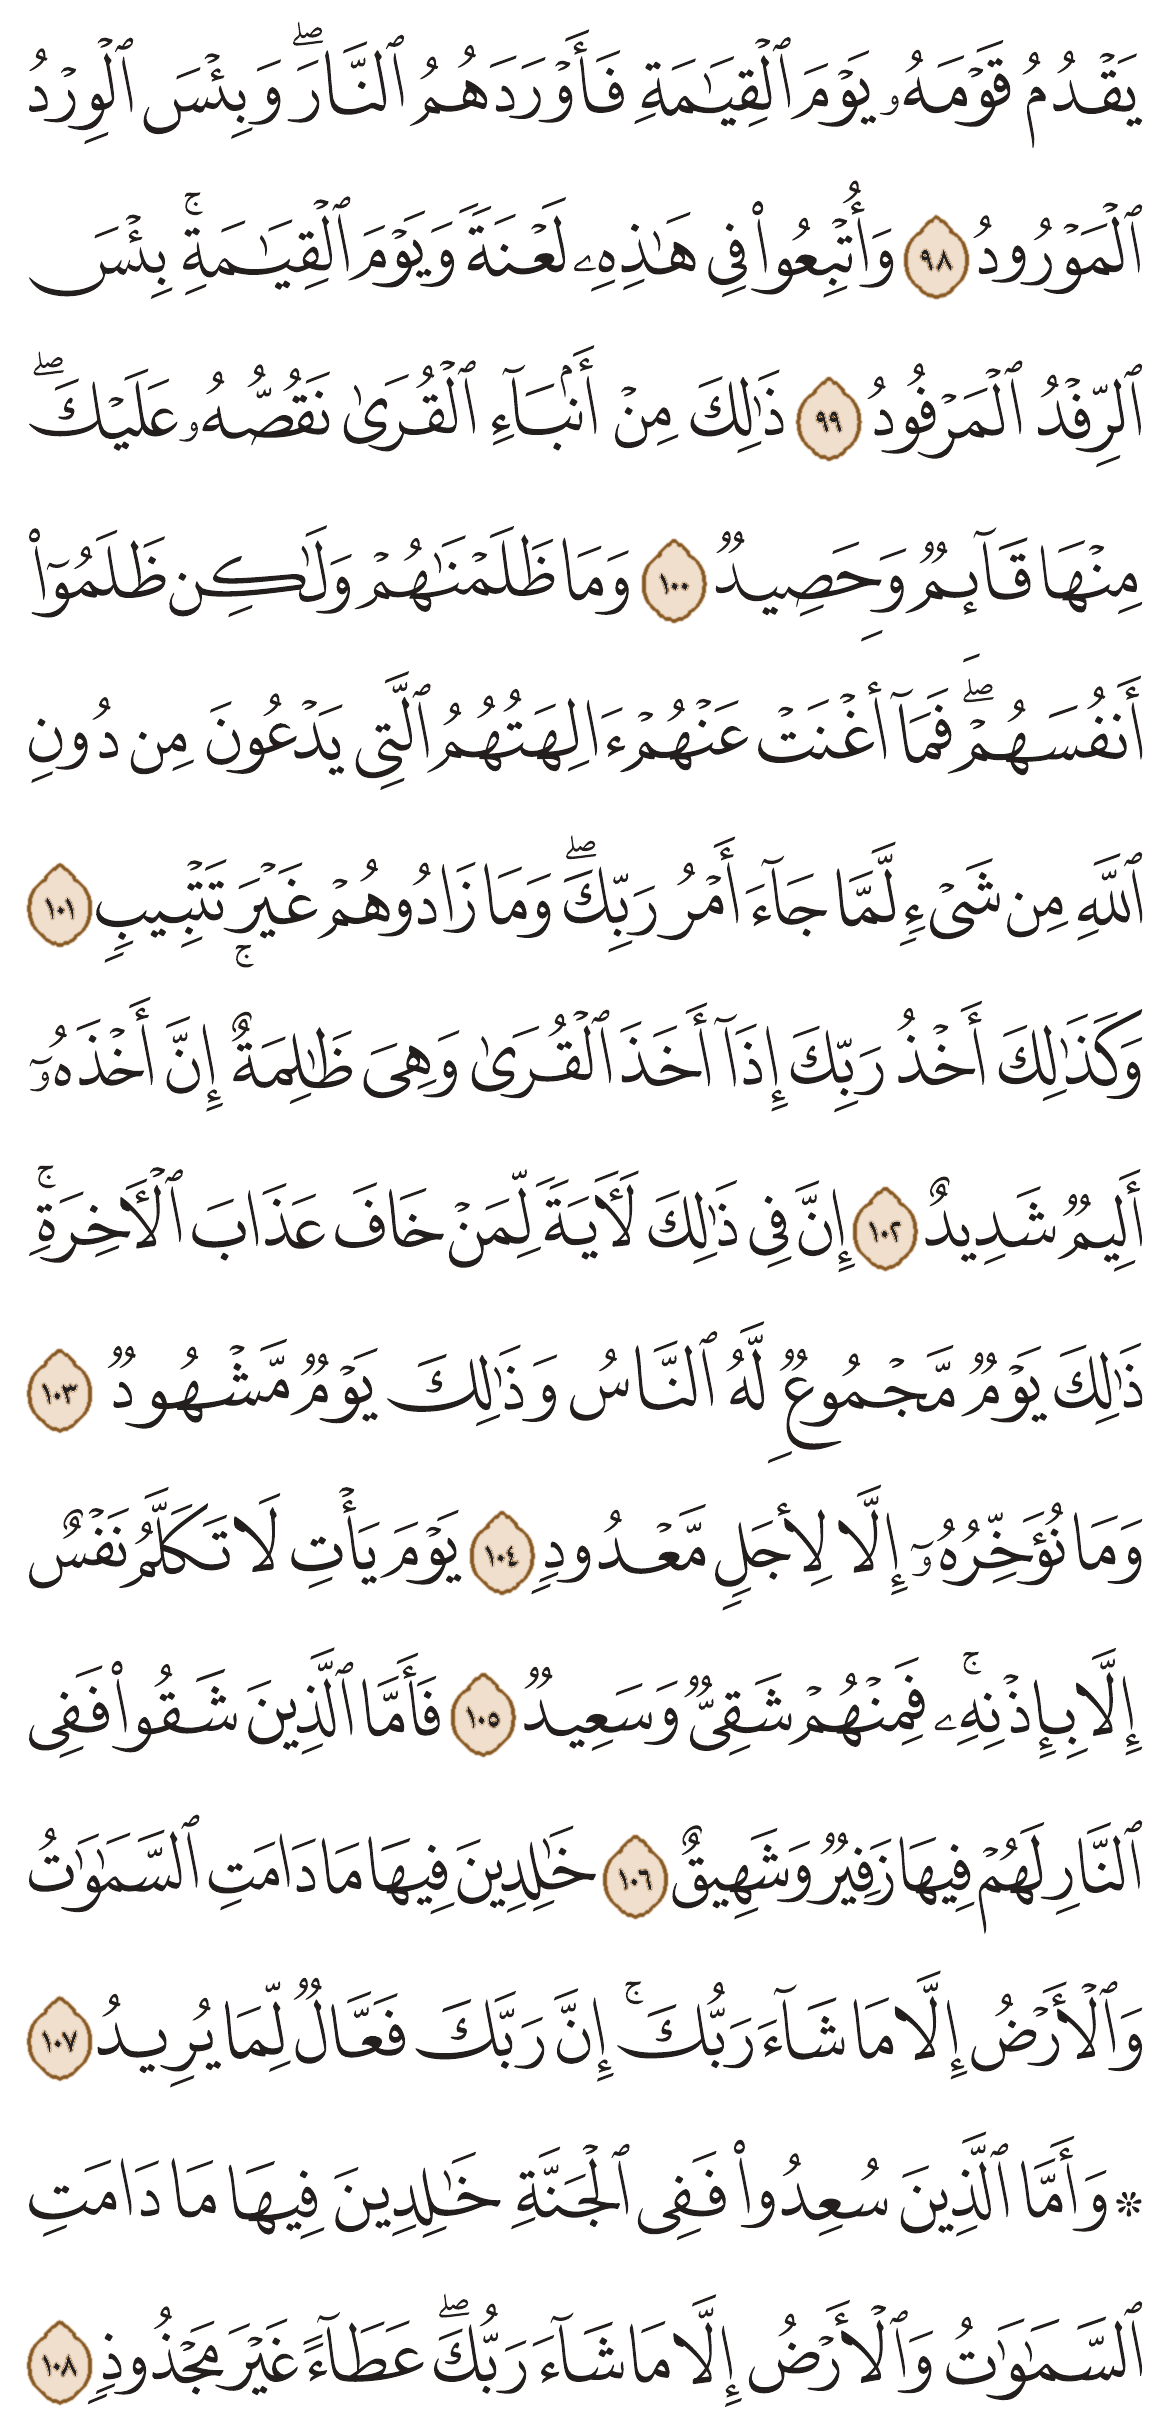 يَقۡدُمُ قَوۡمَهُۥ يَوۡمَ ٱلۡقِيَٰمَةِ فَأَوۡرَدَهُمُ ٱلنَّارَۖ وَبِئۡسَ ٱلۡوِرۡدُ
ٱلۡمَوۡرُودُ ٩٨ وَأُتۡبِعُواْ فِي هَٰذِهِۦ لَعۡنَةٗ وَيَوۡمَ ٱلۡقِيَٰمَةِۚ بِئۡسَ
ٱلرِّفۡدُ ٱلۡمَرۡفُودُ ٩٩ ذَٰلِكَ مِنۡ أَنۢبَآءِ ٱلۡقُرَىٰ نَقُصُّهُۥ عَلَيۡكَۖ
مِنۡهَا قَآئِمٞ وَحَصِيدٞ ١٠٠ وَمَا ظَلَمۡنَٰهُمۡ وَلَٰكِن ظَلَمُوٓاْ
أَنفُسَهُمۡۖ فَمَآ أَغۡنَتۡ عَنۡهُمۡ ءَالِهَتُهُمُ ٱلَّتِي يَدۡعُونَ مِن دُونِ
ٱللَّهِ مِن شَيۡءٖ لَّمَّا جَآءَ أَمۡرُ رَبِّكَۖ وَمَا زَادُوهُمۡ غَيۡرَ تَتۡبِيبٖ ١٠١
وَكَذَٰلِكَ أَخۡذُ رَبِّكَ إِذَآ أَخَذَ ٱلۡقُرَىٰ وَهِيَ ظَٰلِمَةٌۚ إِنَّ أَخۡذَهُۥٓ
أَلِيمٞ شَدِيدٌ ١٠٢ إِنَّ فِي ذَٰلِكَ لَأٓيَةٗ لِّمَنۡ خَافَ عَذَابَ ٱلۡأٓخِرَةِۚ
ذَٰلِكَ يَوۡمٞ مَّجۡمُوعٞ لَّهُ ٱلنَّاسُ وَذَٰلِكَ يَوۡمٞ مَّشۡهُودٞ ١٠٣
وَمَا نُؤَخِّرُهُۥٓ إِلَّا لِأَجَلٖ مَّعۡدُودٖ ١٠٤ يَوۡمَ يَأۡتِ لَا تَكَلَّمُ نَفۡسٌ
إِلَّا بِإِذۡنِهِۦۚ فَمِنۡهُمۡ شَقِيّٞ وَسَعِيدٞ ١٠٥ فَأَمَّا ٱلَّذِينَ شَقُواْ فَفِي
ٱلنَّارِ لَهُمۡ فِيهَا زَفِيرٞ وَشَهِيقٌ ١٠٦ خَٰلِدِينَ فِيهَا مَا دَامَتِ ٱلسَّمَٰوَٰتُ
وَٱلۡأَرۡضُ إِلَّا مَا شَآءَ رَبُّكَۚ إِنَّ رَبَّكَ فَعَّالٞ لِّمَا يُرِيدُ ١٠٧
۞ وَأَمَّا ٱلَّذِينَ سُعِدُواْ فَفِي ٱلۡجَنَّةِ خَٰلِدِينَ فِيهَا مَا دَامَتِ
ٱلسَّمَٰوَٰتُ وَٱلۡأَرۡضُ إِلَّا مَا شَآءَ رَبُّكَۖ عَطَآءً غَيۡرَ مَجۡذُوذٖ ١٠٨